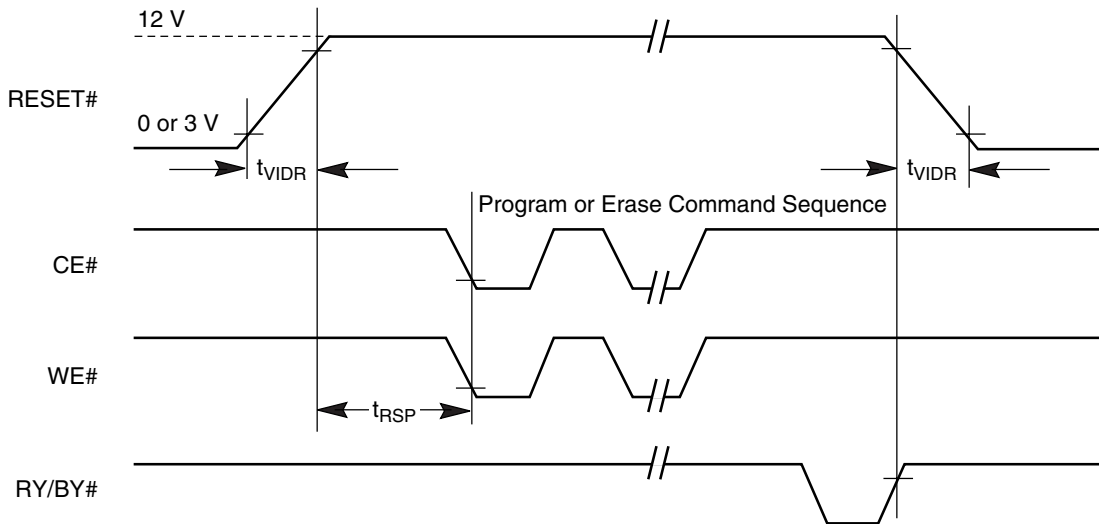 12 V
RESET#
0 or 3 V
tVIDR
tVIDR
Program or Erase Command Sequence
CE#
WE#
tRSP
RY/BY#